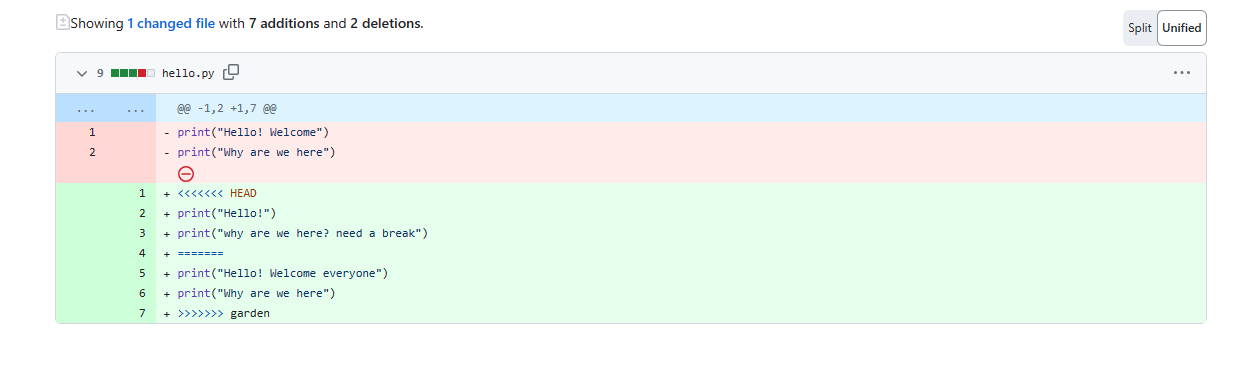 Showing 1 changed file with 7 additions and 2 deletions.
Split Unified
9 hello.py
... ... @@ -1,2 +1,7 @@
1 - print("Hello! Welcome")
2 - print("Why are we here")
1 + <<<<<<< HEAD
2 + print("Hello!")
3 + print("why are we here? need a break")
4 + =======
5 + print("Hello! Welcome everyone")
6 + print("Why are we here")
7 + >>>>>>> garden